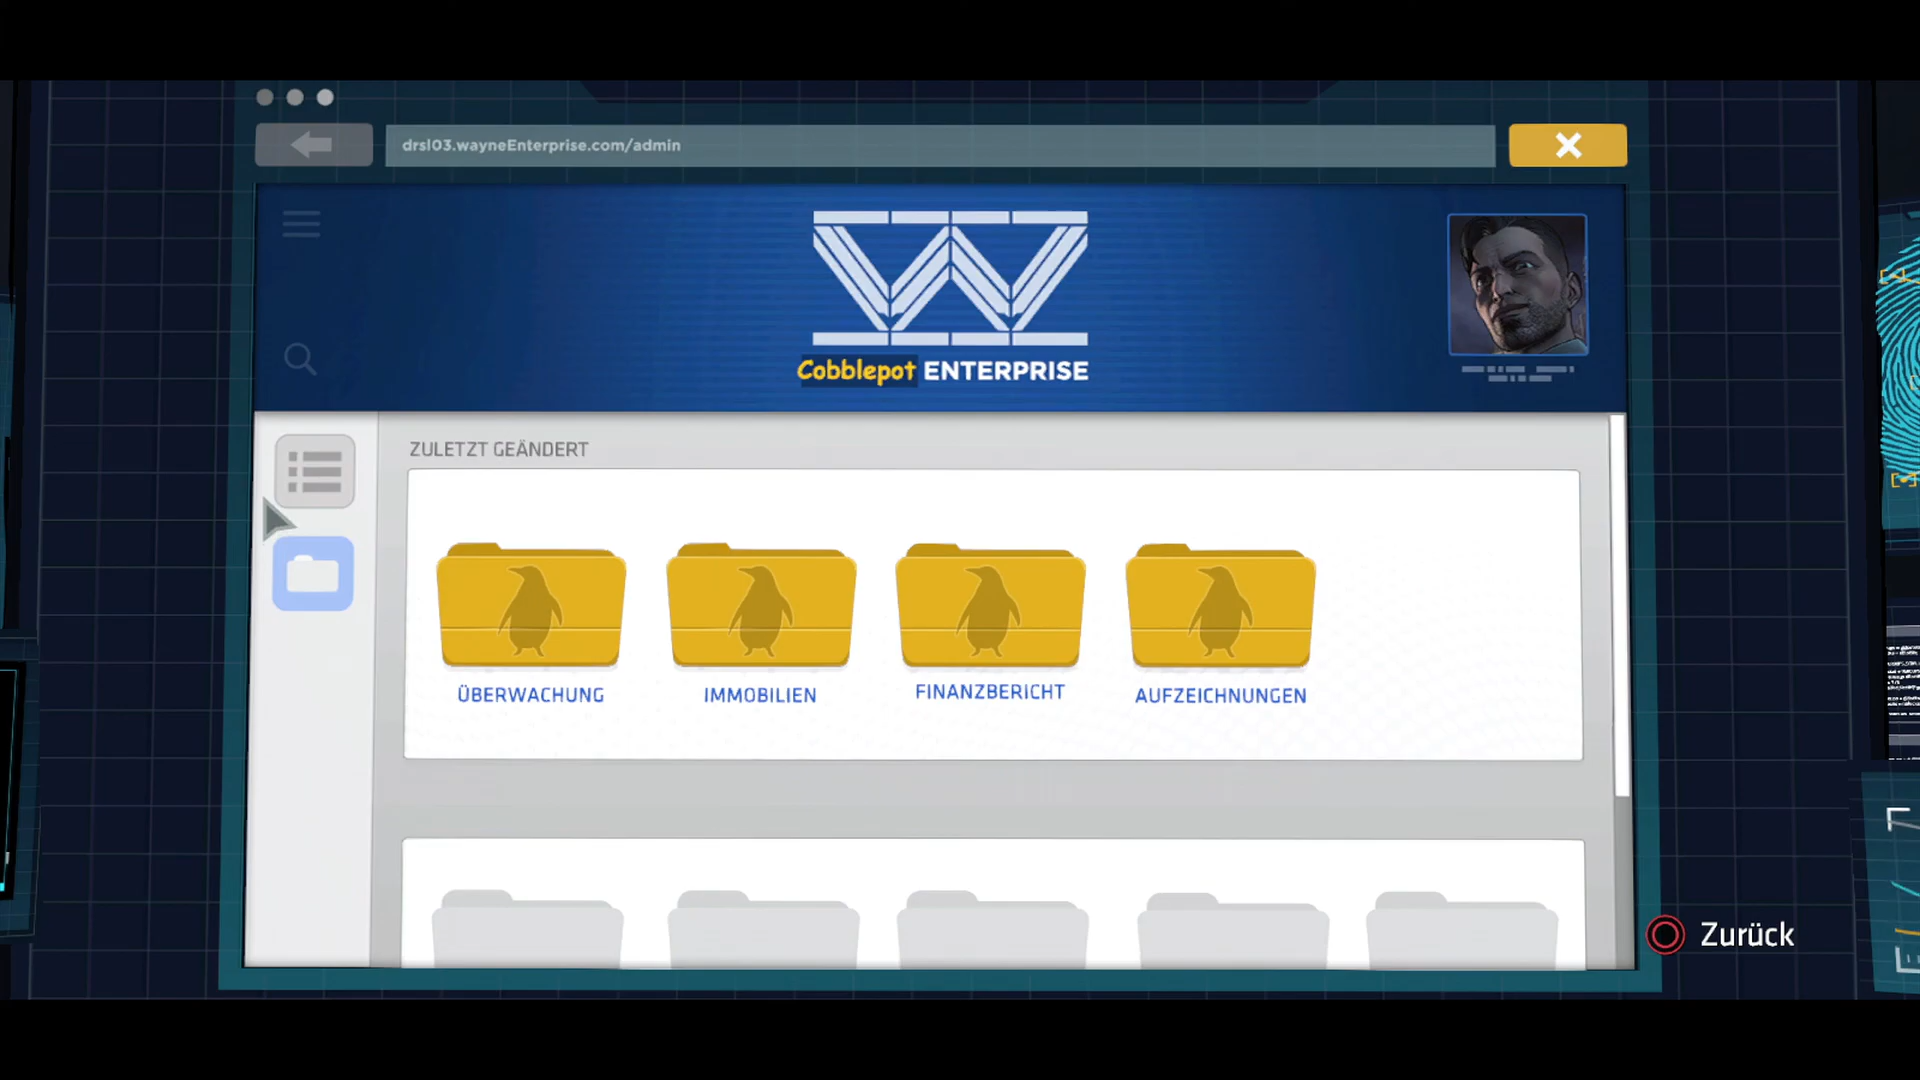 drsl03.wayneEnterprise.com/admin
Cobblepot ENTERPRISE
ZULETZT GEÄNDERT
ÜBERWACHUNG
IMMOBILIEN
FINANZBERICHT
AUFZEICHNUNGEN
Zurück